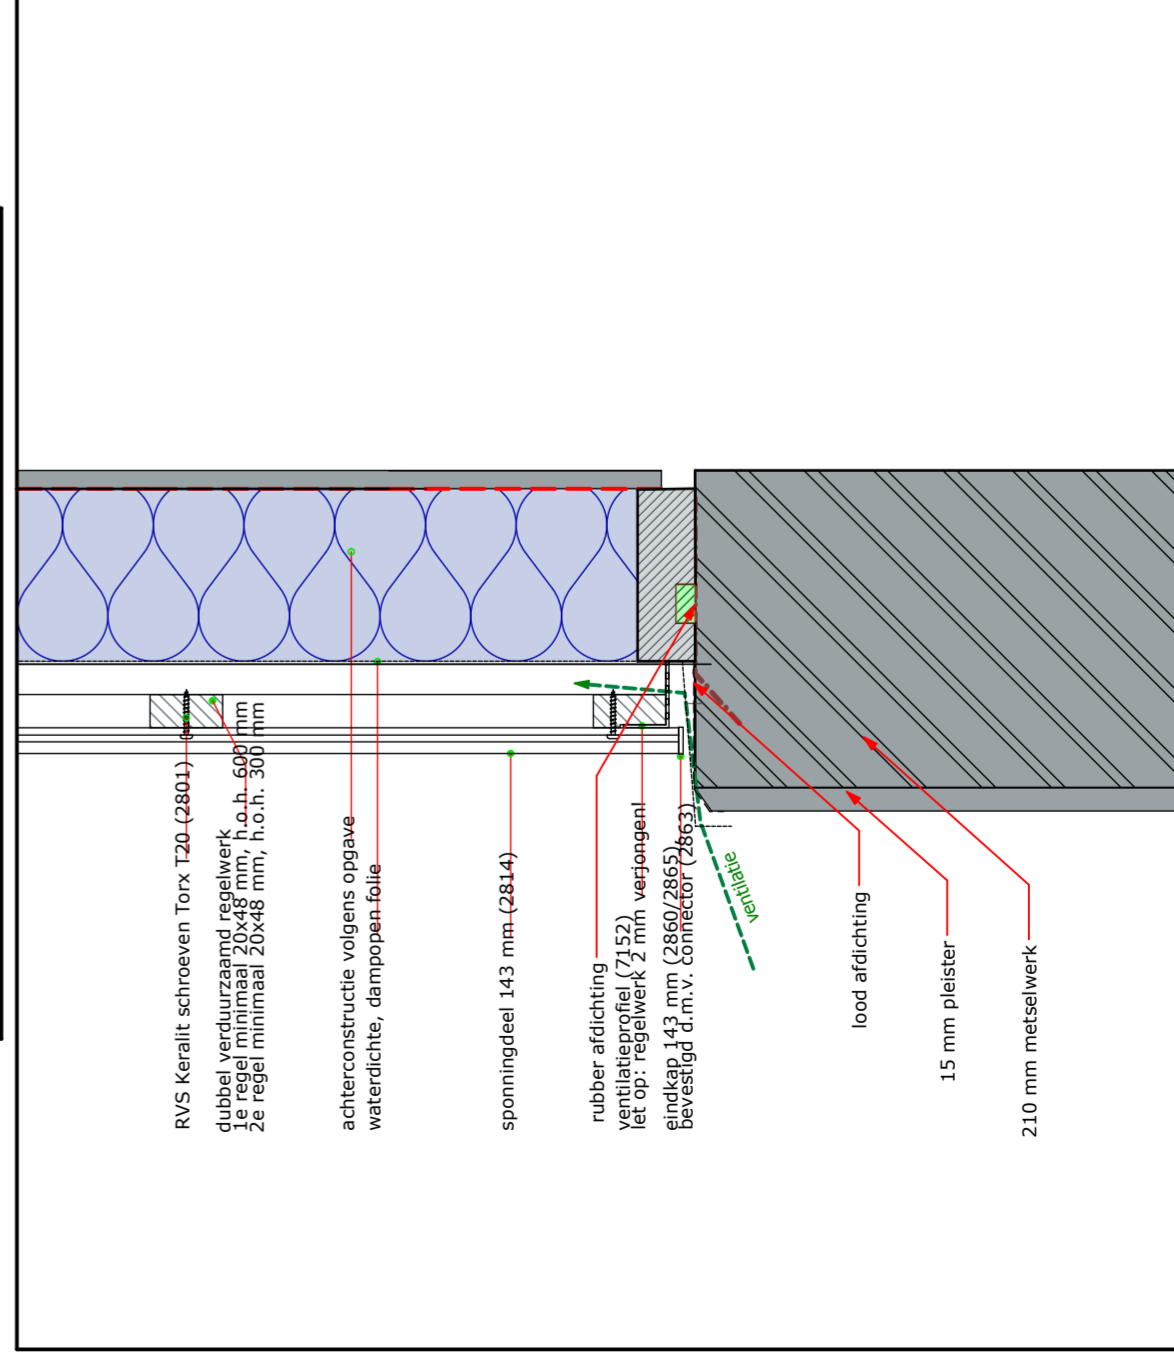 RVS Keralit schroeven Torx T20 (2801)
dubbel verduurzaamd regelwerk
1e regel minimaal 20x48 mm, h.o.h. 600 mm
2e regel minimaal 20x48 mm, h.o.h. 300 mm
achterconstructie volgens opgave
waterdichte, dampopen folie
sponningdeel 143 mm (2814)
rubber afdichting
ventilatieprofiel (7152)
let op: regelwerk 2 mm verjongen!
eindkap 143 mm (2860/2865),
bevestigd d.m.v. connector (2863)
ventilatie
lood afdichting
15 mm pleister
210 mm metselwerk